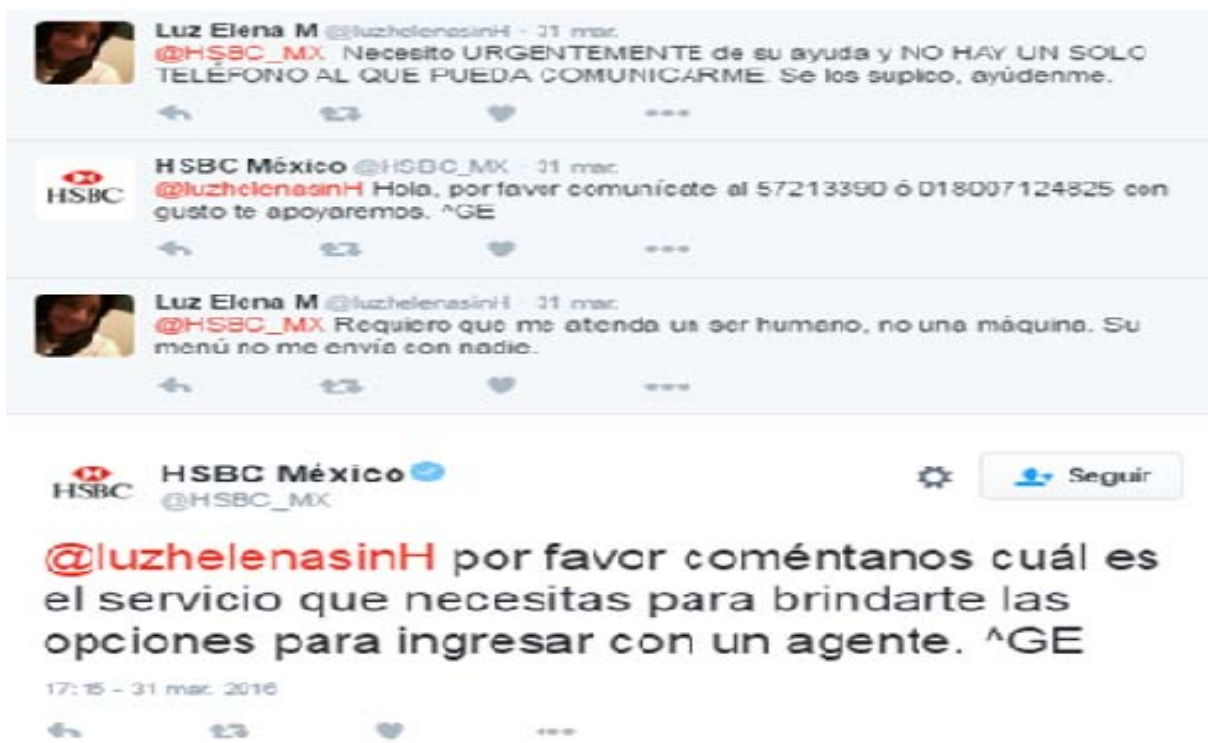 Luz Elena M @luzhelenasinH · 31 mar.
@HSBC_MX Necesito URGENTEMENTE de su ayuda y NO HAY UN SOLO
TELÉFONO AL QUE PUEDA COMUNICARME. Se los suplico, ayúdenme.
HSBC México @HSBC_MX · 31 mar.
HSBC
@luzhelenasinH Hola, por favor comunícate al 57213390 ó 018007124825 con
gusto te apoyaremos. ^GE
Luz Elena M @luzhelenasinH · 31 mar.
@HSBC_MX Requiero que me atenda un ser humano, no una máquina. Su
menú no me envía con nadie.
HSBC
HSBC México
@HSBC_MX
Seguir
@luzhelenasinH por favor coméntanos cuál es
el servicio que necesitas para brindarte las
opciones para ingresar con un agente. ^GE
17:15 - 31 mar. 2016